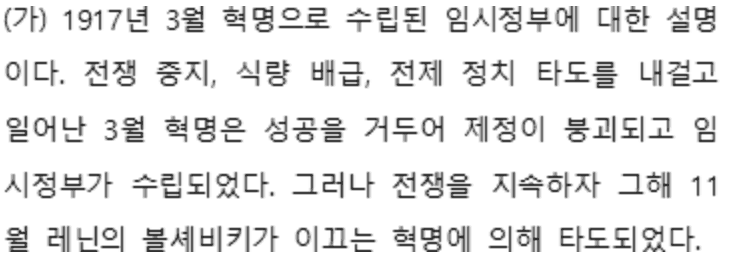 (가) 1917년 3월 혁명으로 수립된 임시정부에 대한 설명
이다. 전쟁 중지, 식량 배급, 전제 정치 타도를 내걸고
일어난 3월 혁명은 성공을 거두어 제정이 붕괴되고 임
시정부가 수립되었다. 그러나 전쟁을 지속하자 그해 11
월 레닌의 볼셰비키가 이끄는 혁명에 의해 타도되었다.